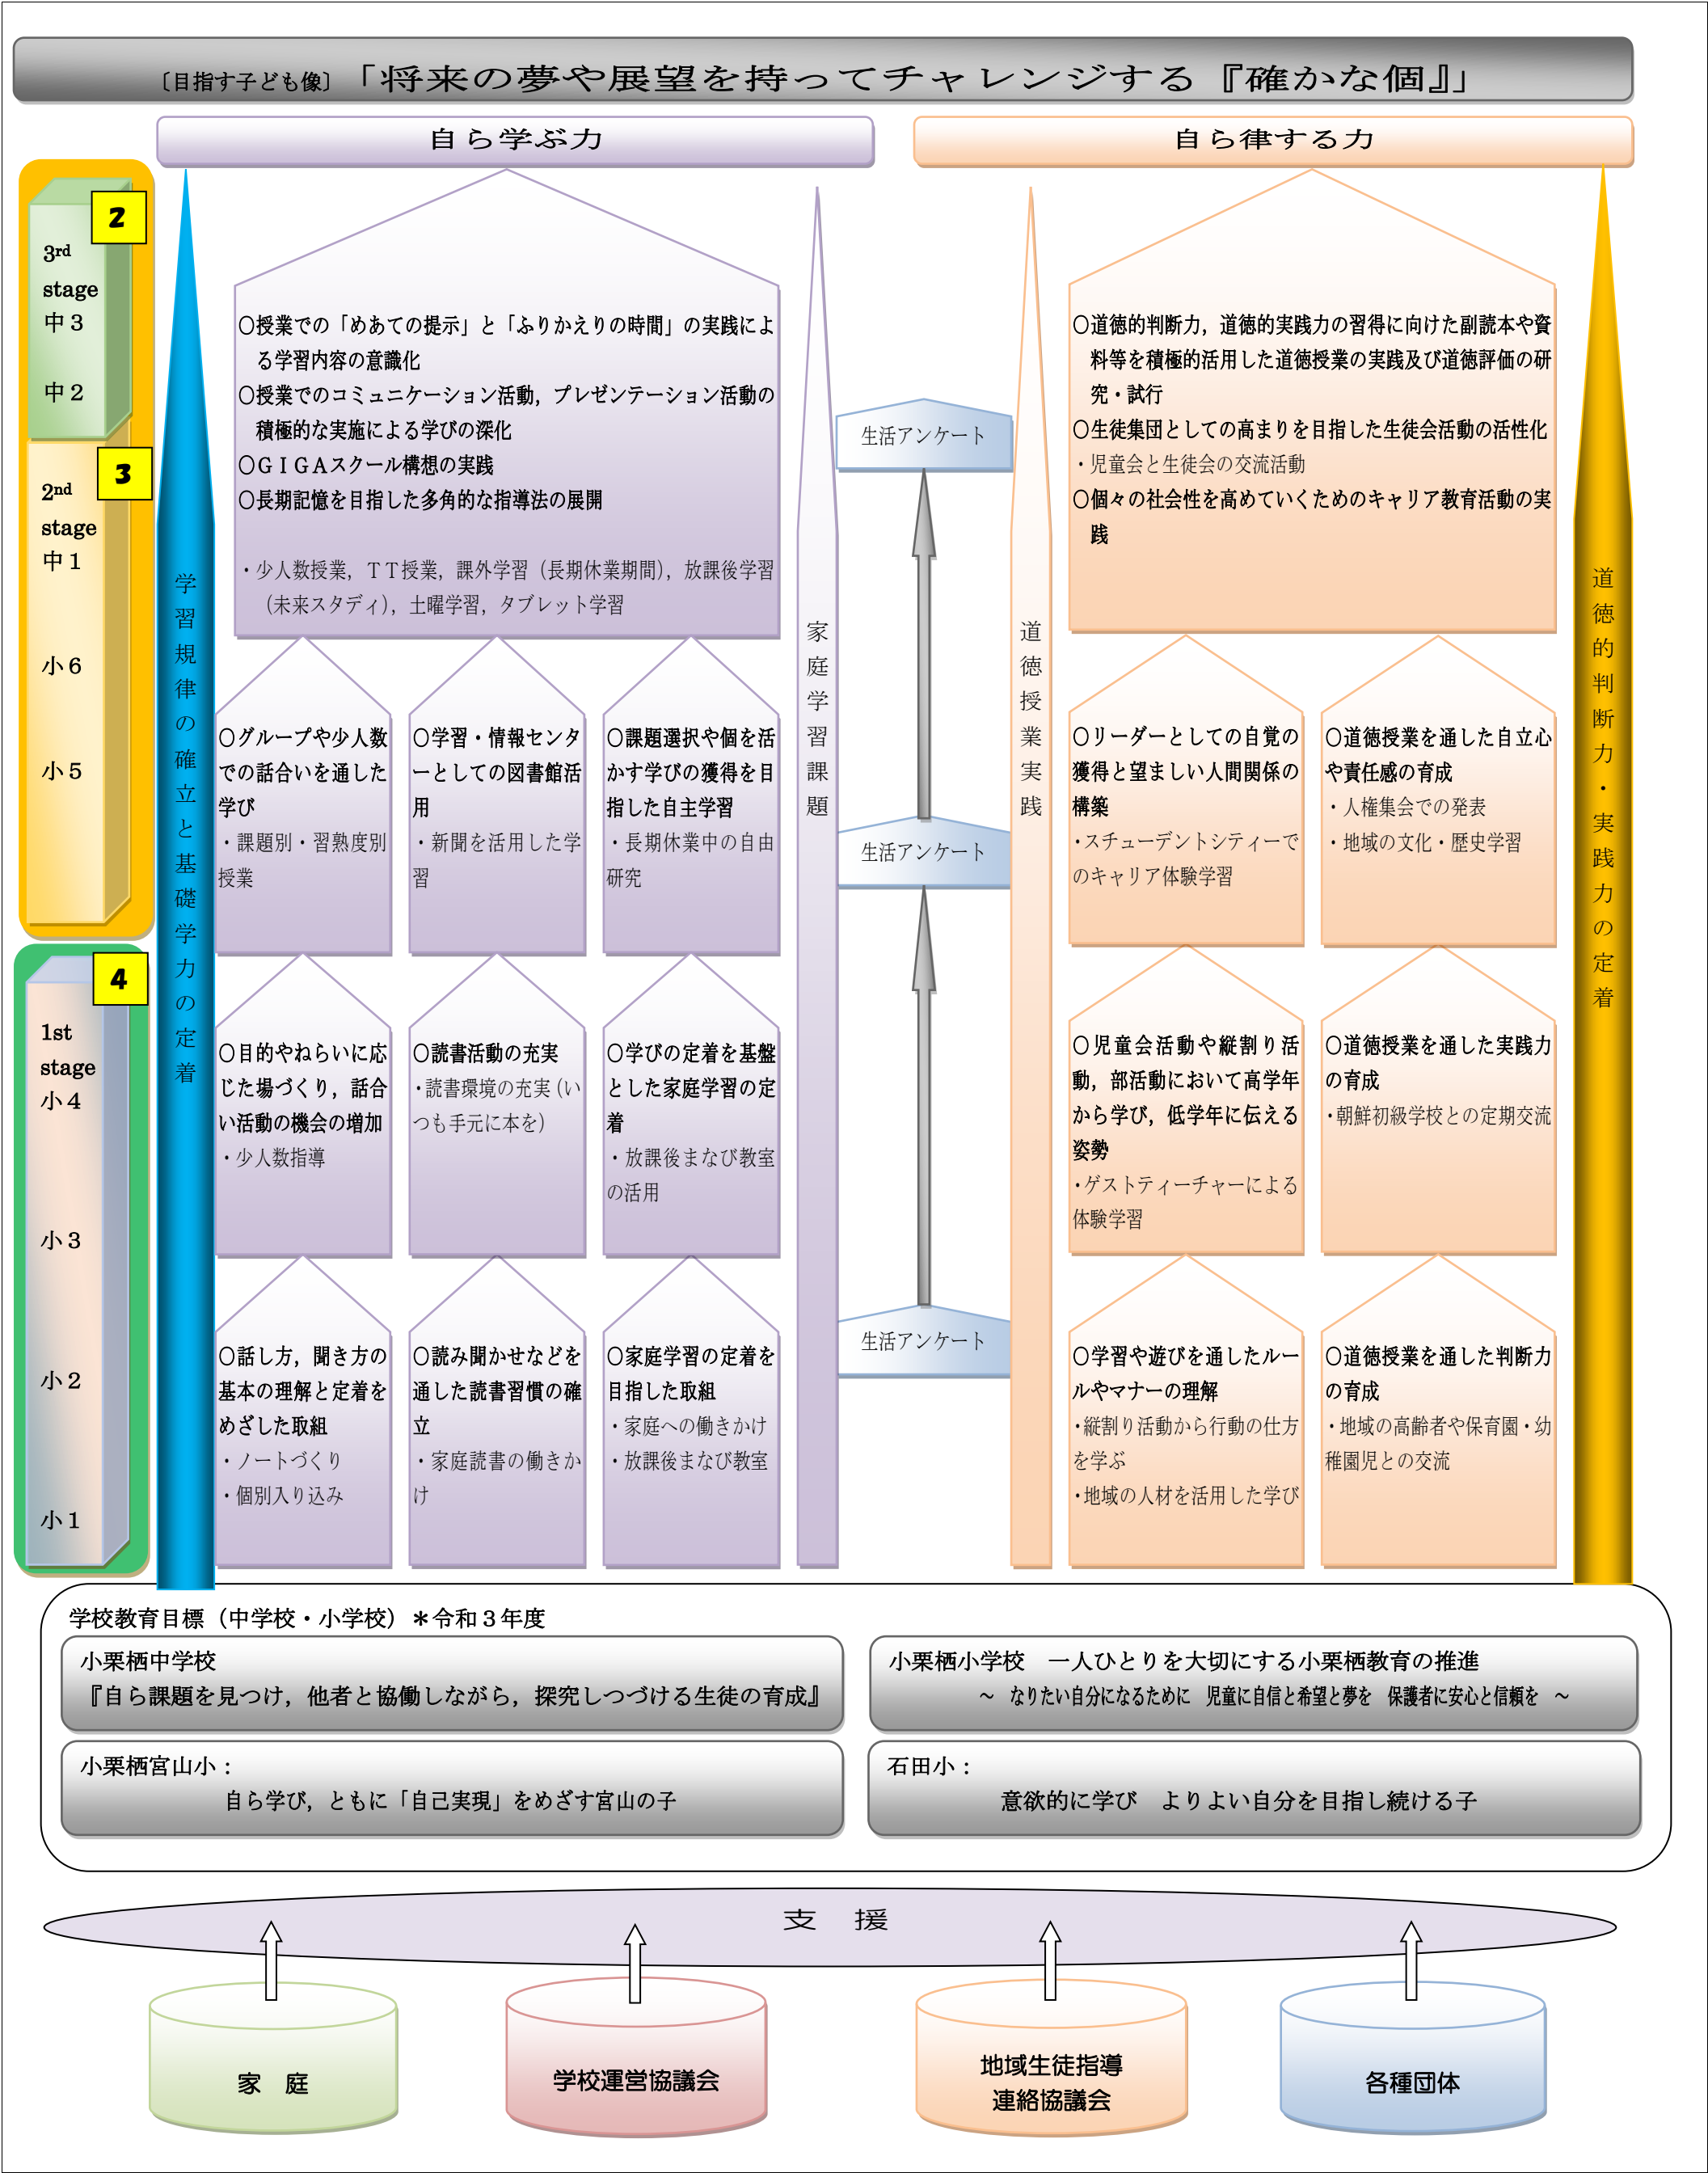 〔目指す子ども像〕「将来の夢や展望を持ってチャレンジする『確かな個』」
自ら学ぶ力
自ら律する力
2
3rd
stage
中３
中２
3
2nd
stage
中１
小６
小５
4
1st
stage
小４
小３
小２
小１
学習規律の確立と基礎学力の定着
○授業での「めあての提示」と「ふりかえりの時間」の実践によ
る学習内容の意識化
○授業でのコミュニケーション活動，プレゼンテーション活動の
積極的な実施による学びの深化
○ＧＩＧＡスクール構想の実践
○長期記憶を目指した多角的な指導法の展開
・少人数授業，ＴＴ授業，課外学習（長期休業期間），放課後学習
（未来スタディ），土曜学習，タブレット学習
○グループや少人数
での話合いを通した
学び
・課題別・習熟度別
授業
○学習・情報センタ
ーとしての図書館活
用
・新聞を活用した学
習
○課題選択や個を活
かす学びの獲得を目
指した自主学習
・長期休業中の自由
研究
○目的やねらいに応
じた場づくり，話合
い活動の機会の増加
・少人数指導
○読書活動の充実
・読書環境の充実（い
つも手元に本を）
○学びの定着を基盤
とした家庭学習の定
着
・放課後まなび教室
の活用
○話し方，聞き方の
基本の理解と定着を
めざした取組
・ノートづくり
・個別入り込み
○読み聞かせなどを
通した読書習慣の確
立
・家庭読書の働きか
け
○家庭学習の定着を
目指した取組
・家庭への働きかけ
・放課後まなび教室
家庭学習課題
生活アンケート
生活アンケート
生活アンケート
道徳授業実践
○道徳的判断力，道徳的実践力の習得に向けた副読本や資
料等を積極的活用した道徳授業の実践及び道徳評価の研
究・試行
○生徒集団としての高まりを目指した生徒会活動の活性化
・児童会と生徒会の交流活動
○個々の社会性を高めていくためのキャリア教育活動の実
践
○リーダーとしての自覚の
獲得と望ましい人間関係の
構築
・スチューデントシティーで
のキャリア体験学習
○道徳授業を通した自立心
や責任感の育成
・人権集会での発表
・地域の文化・歴史学習
○児童会活動や縦割り活
動，部活動において高学年
から学び，低学年に伝える
姿勢
・ゲストティーチャーによる
体験学習
○道徳授業を通した実践力
の育成
・朝鮮初級学校との定期交流
○学習や遊びを通したルー
ルやマナーの理解
・縦割り活動から行動の仕方
を学ぶ
・地域の人材を活用した学び
○道徳授業を通した判断力
の育成
・地域の高齢者や保育園・幼
稚園児との交流
道徳的判断力・実践力の定着
学校教育目標（中学校・小学校）＊令和３年度
小栗栖中学校
『自ら課題を見つけ，他者と協働しながら，探究しつづける生徒の育成』
小栗栖小学校　一人ひとりを大切にする小栗栖教育の推進
～　なりたい自分になるために　児童に自信と希望と夢を　保護者に安心と信頼を　～
小栗栖宮山小：
自ら学び，ともに「自己実現」をめざす宮山の子
石田小：
意欲的に学び　よりよい自分を目指し続ける子
支　援
家　庭
学校運営協議会
地域生徒指導
連絡協議会
各種団体